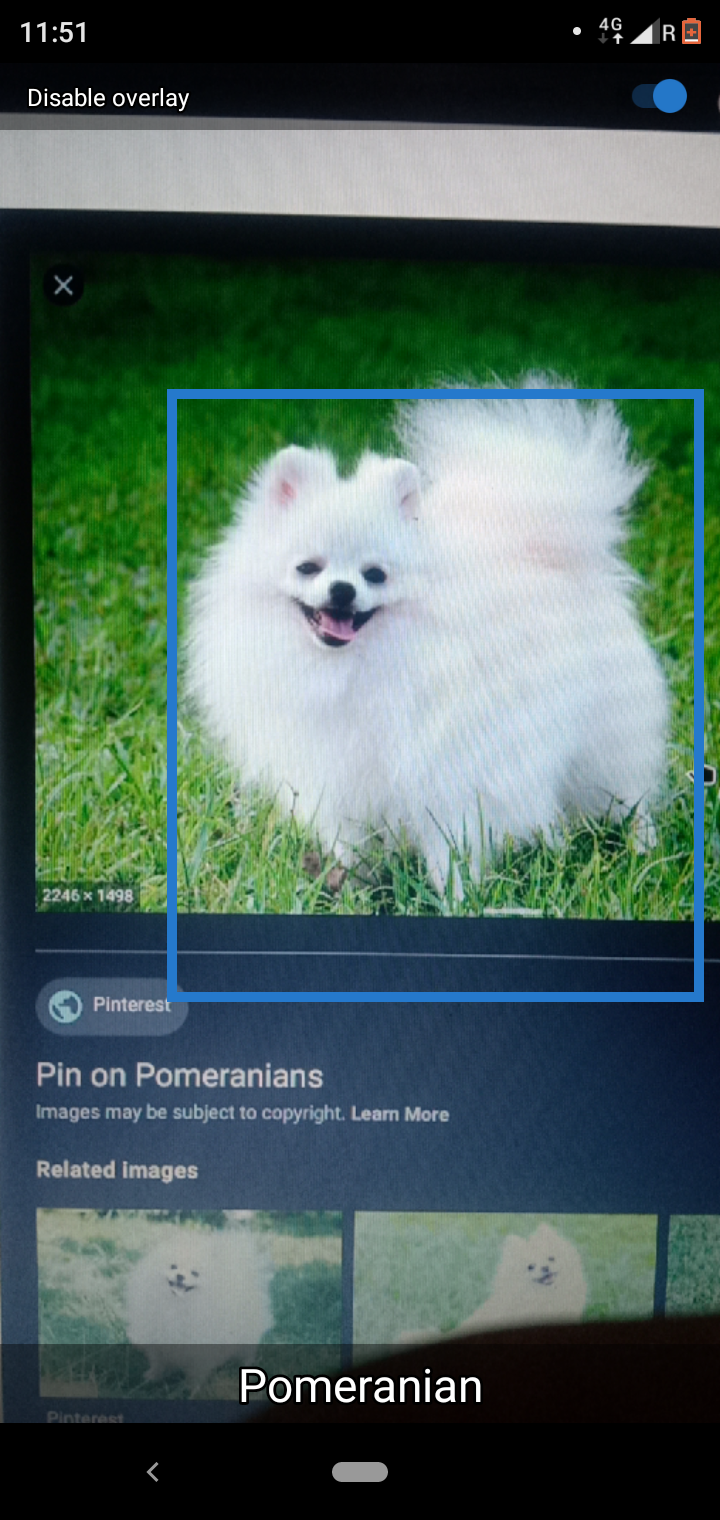 11:51
4G
R
Disable overlay
2246 × 1498
Pinterest
Pin on Pomeranians
Images may be subject to copyright. Learn More
Related images
Pomeranian
Pinterest